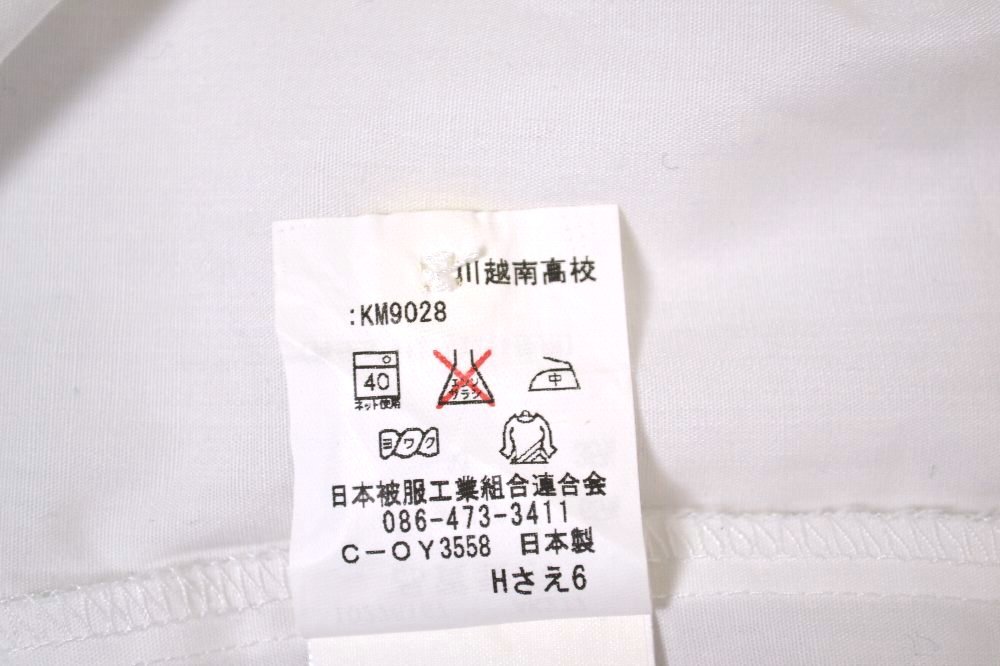 川越南高校
:KM9028
40
ネット使用
エンソ
サラシ
中
ヨワク
日本被服工業組合連合会
086-473-3411
C-OY3558 日本製
Hさえ6